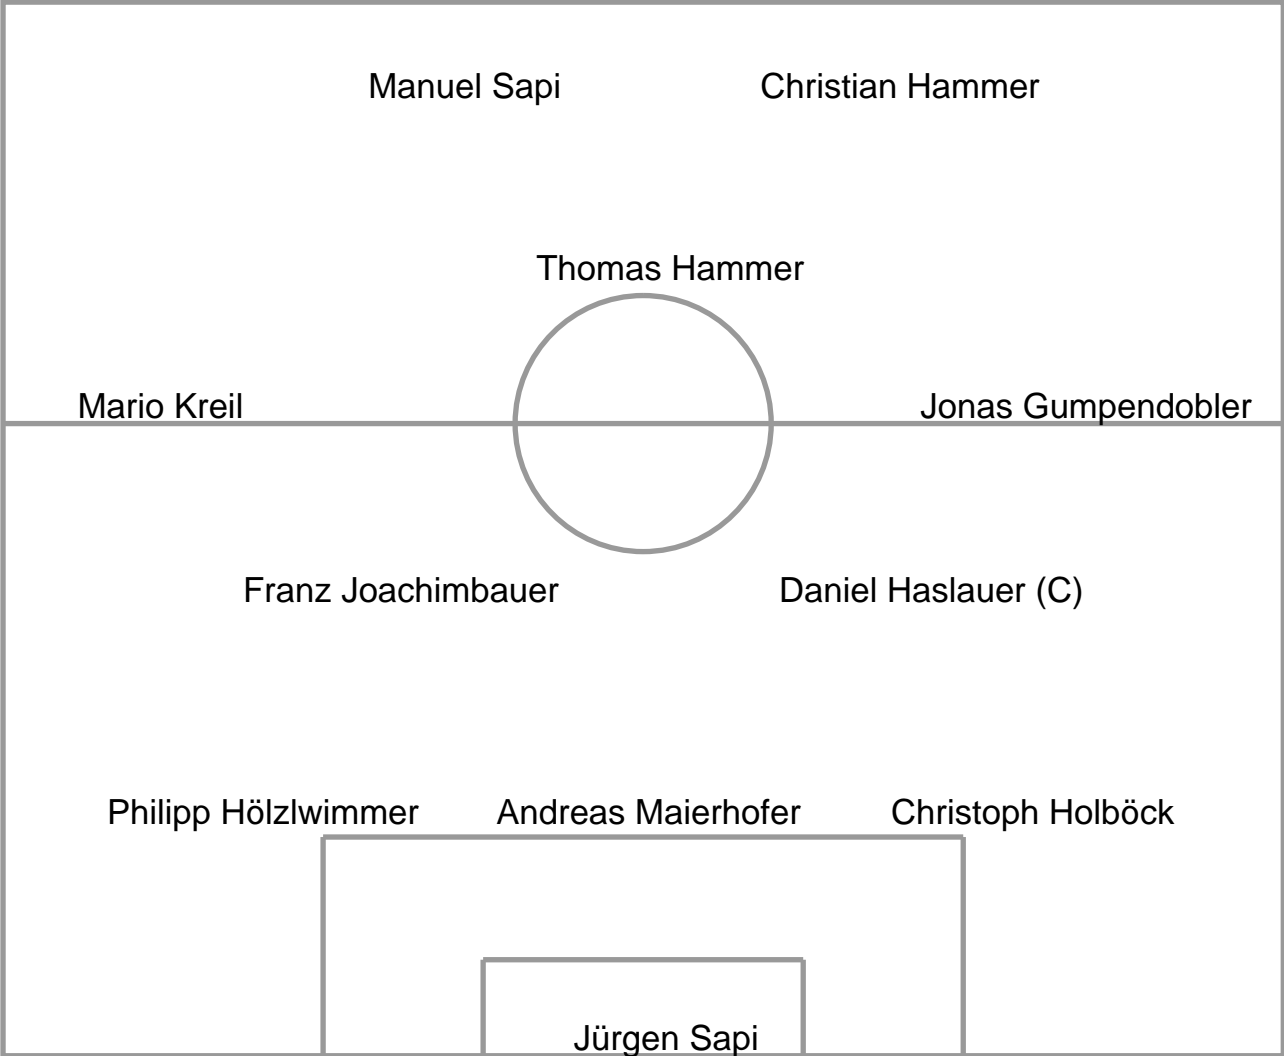 Manuel Sapi
Christian Hammer
Thomas Hammer
Mario Kreil
Jonas Gumpendobler
Franz Joachimbauer
Daniel Haslauer (C)
Philipp Hölzlwimmer
Andreas Maierhofer
Christoph Holböck
Jürgen Sapi